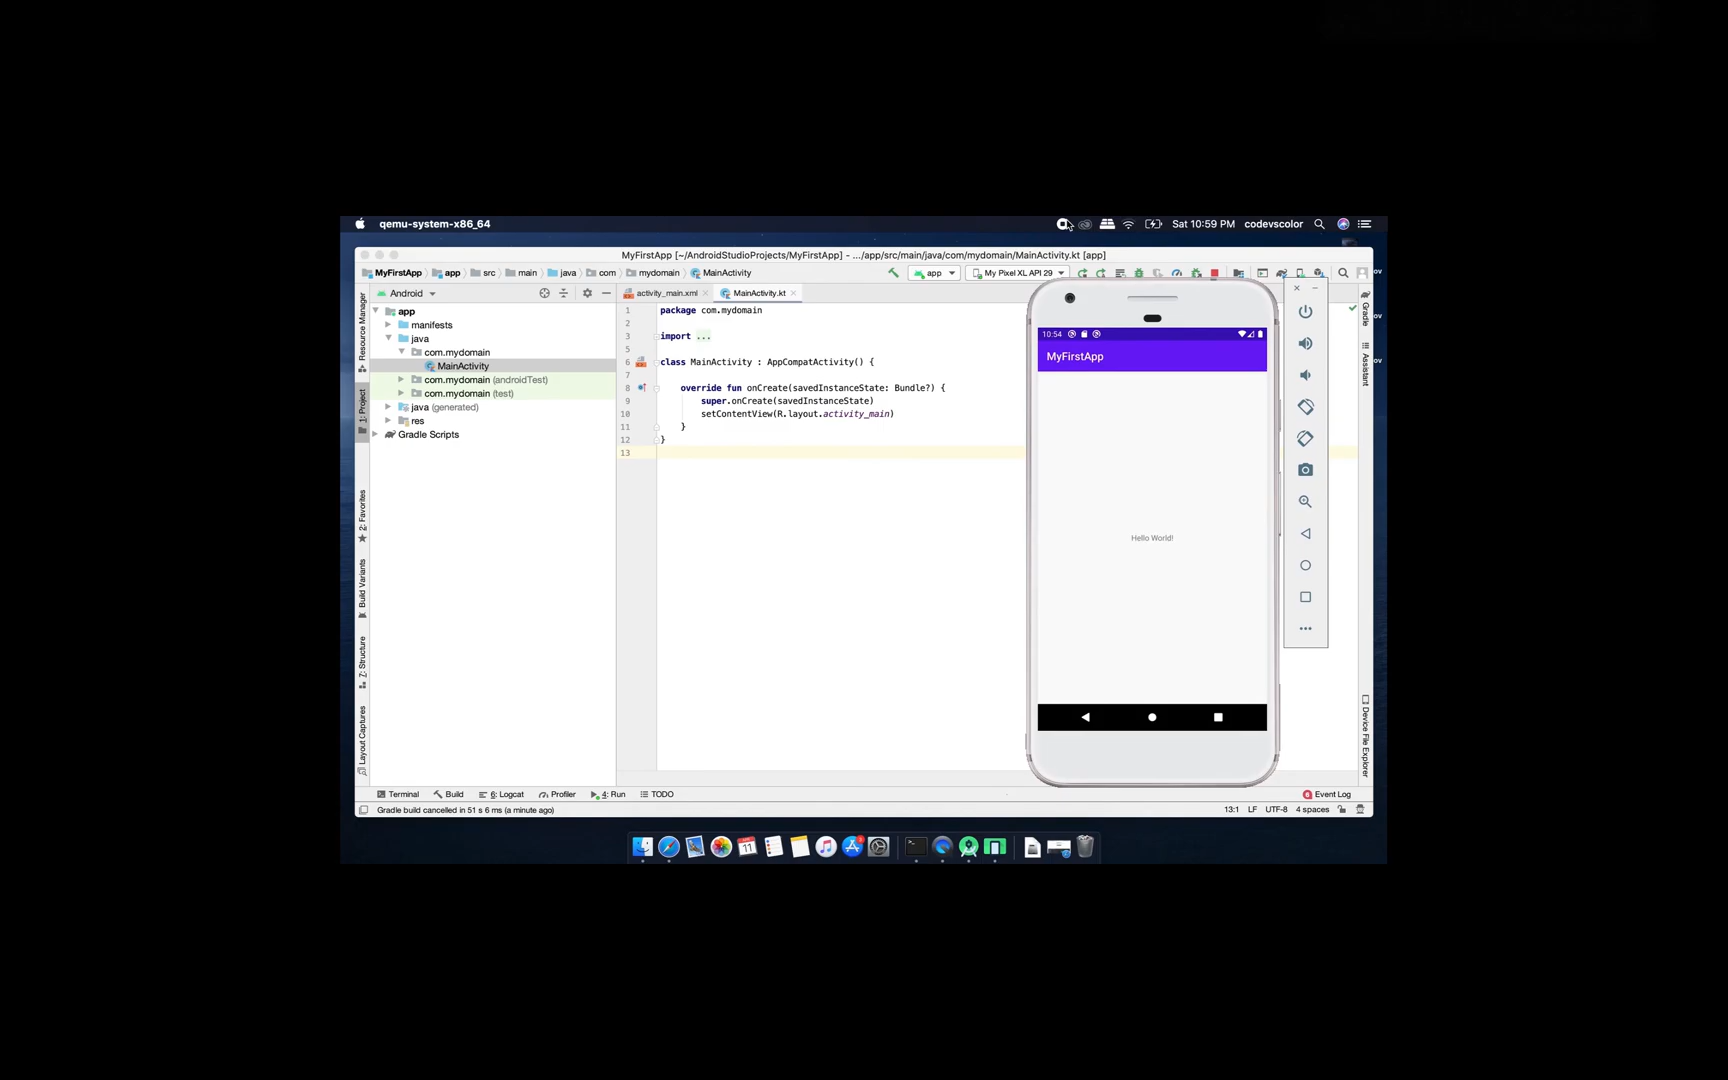 qemu-system-x86_64
Sat 10:59 PM codevscolor
MyFirstApp [~/AndroidStudioProjects/MyFirstApp] - .../app/src/main/java/com/mydomain/MainActivity.kt [app]
MyFirstApp app src main java com mydomain MainActivity
app My Pixel XL API 29
Android
activity_main.xml MainActivity.kt
Resource Manager
1: Project
2: Favorites
Build Variants
7: Structure
Layout Captures
app
manifests
java
com.mydomain
MainActivity
com.mydomain (androidTest)
com.mydomain (test)
java (generated)
res
Gradle Scripts
1 package com.mydomain
2
3 import ...
5
6 class MainActivity : AppCompatActivity() {
7
8 override fun onCreate(savedInstanceState: Bundle?) {
9 super.onCreate(savedInstanceState)
10 setContentView(R.layout.activity_main)
11 }
12 }
13
10:54
MyFirstApp
Hello World!
Gradle
Assistant
Device File Explorer
ov
ov
ov
Terminal Build 6: Logcat Profiler 4: Run TODO
Event Log
Gradle build cancelled in 51 s 6 ms (a minute ago)
13:1 LF UTF-8 4 spaces
11